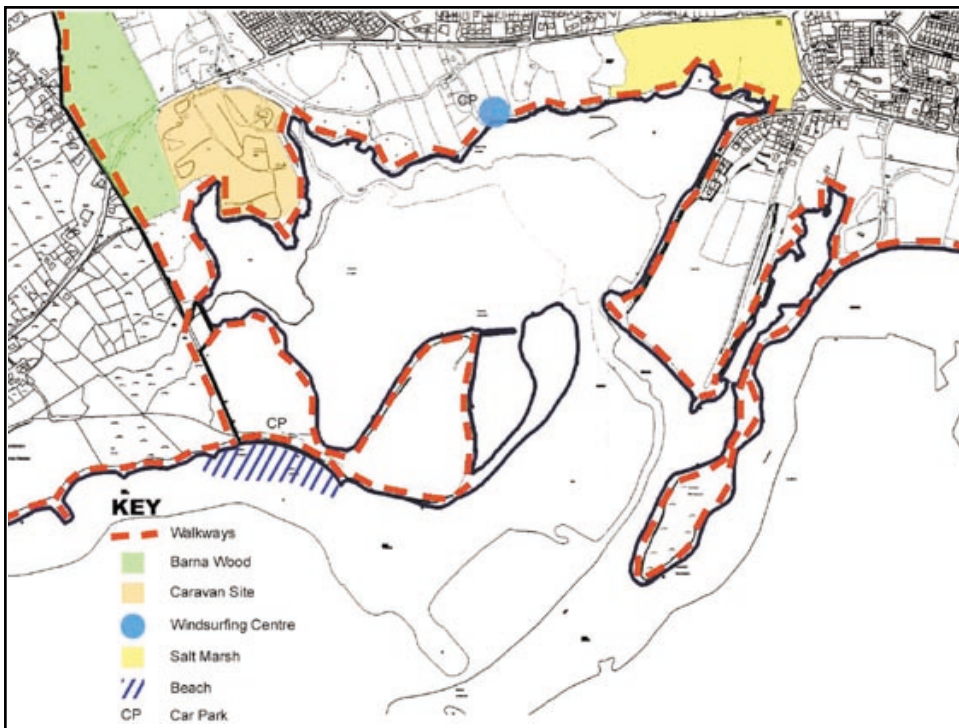 CP
CP
KEY
Walkways
Barna Wood
Caravan Site
Windsurfing Centre
Salt Marsh
Beach
CP Car Park